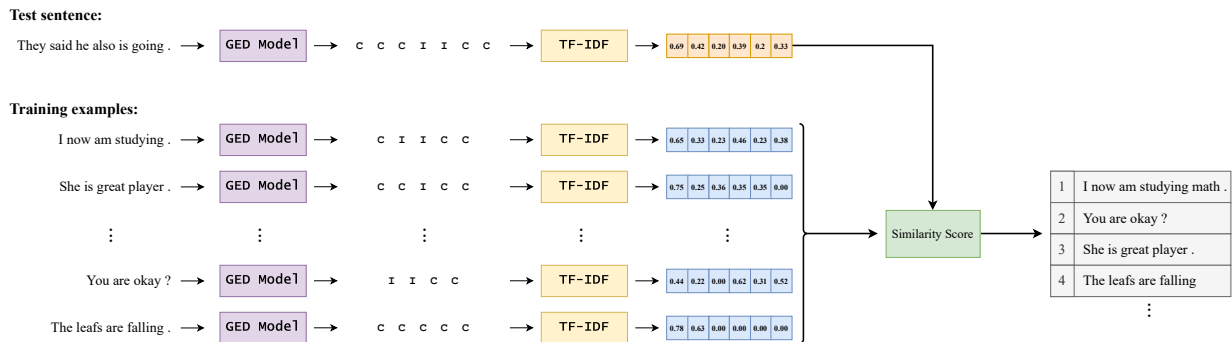 Test sentence:
They said he also is going . GED Model C C C I I C C TF-IDF 0.69 0.42 0.20 0.39 0.2 0.33
Training examples:
I now am studying . GED Model C I I C C TF-IDF 0.65 0.33 0.23 0.46 0.23 0.38
She is great player . GED Model C C I C C TF-IDF 0.75 0.25 0.36 0.35 0.35 0.00
You are okay ? GED Model I I C C TF-IDF 0.44 0.22 0.00 0.62 0.31 0.52
The leafs are falling . GED Model C C C C C TF-IDF 0.78 0.63 0.00 0.00 0.00 0.00
Similarity Score
1 I now am studying math .
2 You are okay ?
3 She is great player .
4 The leafs are falling